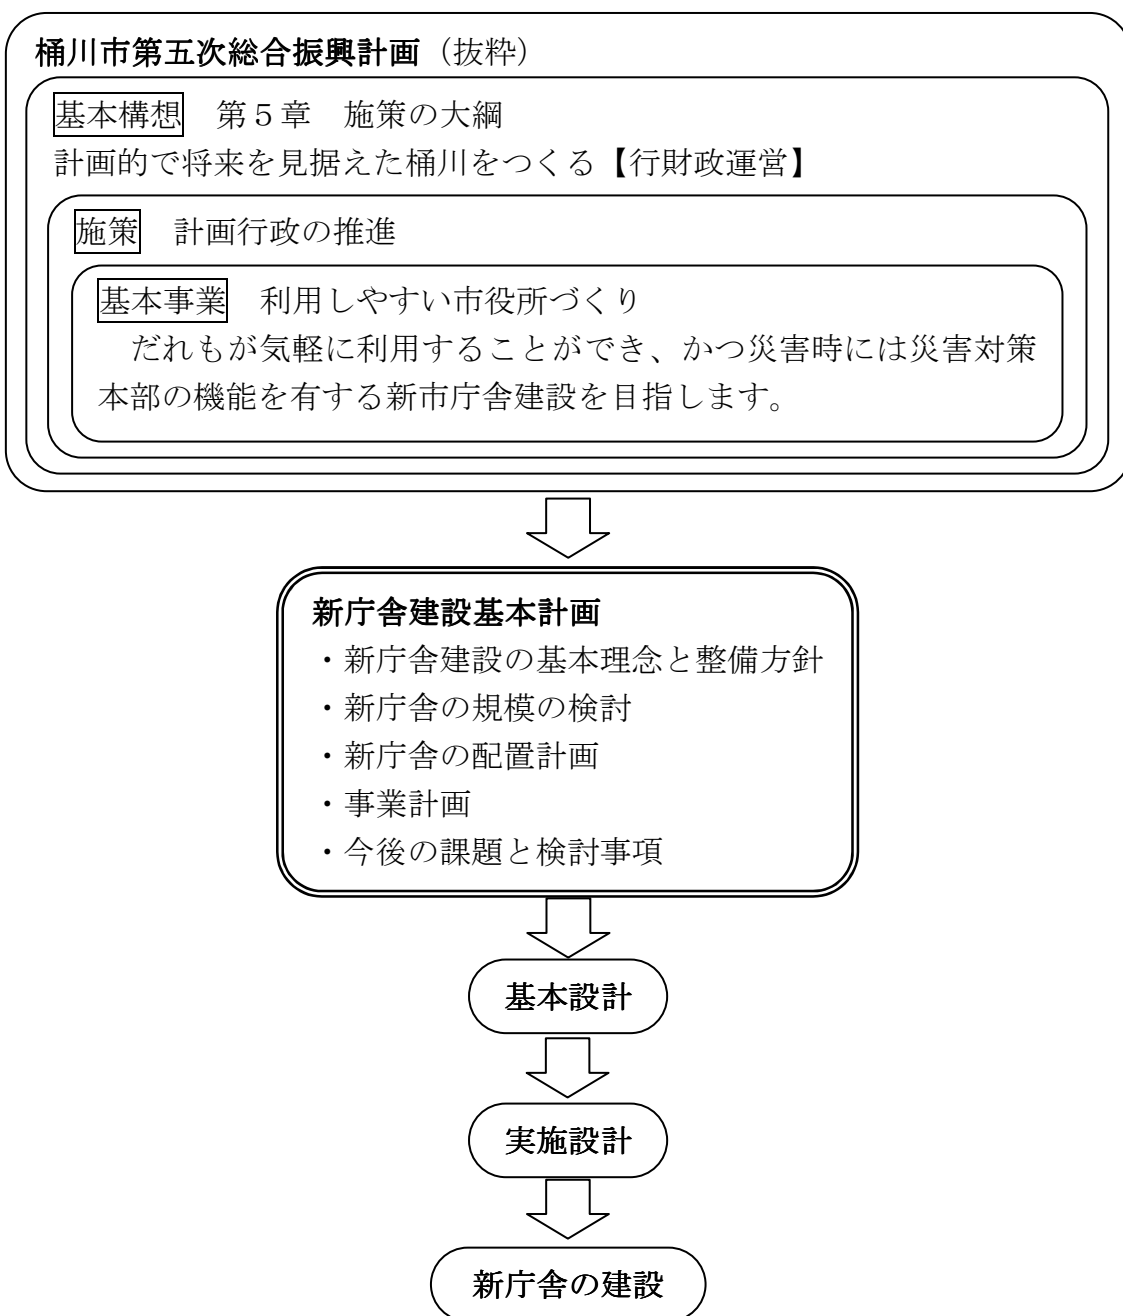 桶川市第五次総合振興計画（抜粋）
基本構想　第５章　施策の大綱
計画的で将来を見据えた桶川をつくる【行財政運営】
施策　計画行政の推進
基本事業　利用しやすい市役所づくり
　だれもが気軽に利用することができ、かつ災害時には災害対策
本部の機能を有する新市庁舎建設を目指します。
新庁舎建設基本計画
・新庁舎建設の基本理念と整備方針
・新庁舎の規模の検討
・新庁舎の配置計画
・事業計画
・今後の課題と検討事項
基本設計
実施設計
新庁舎の建設